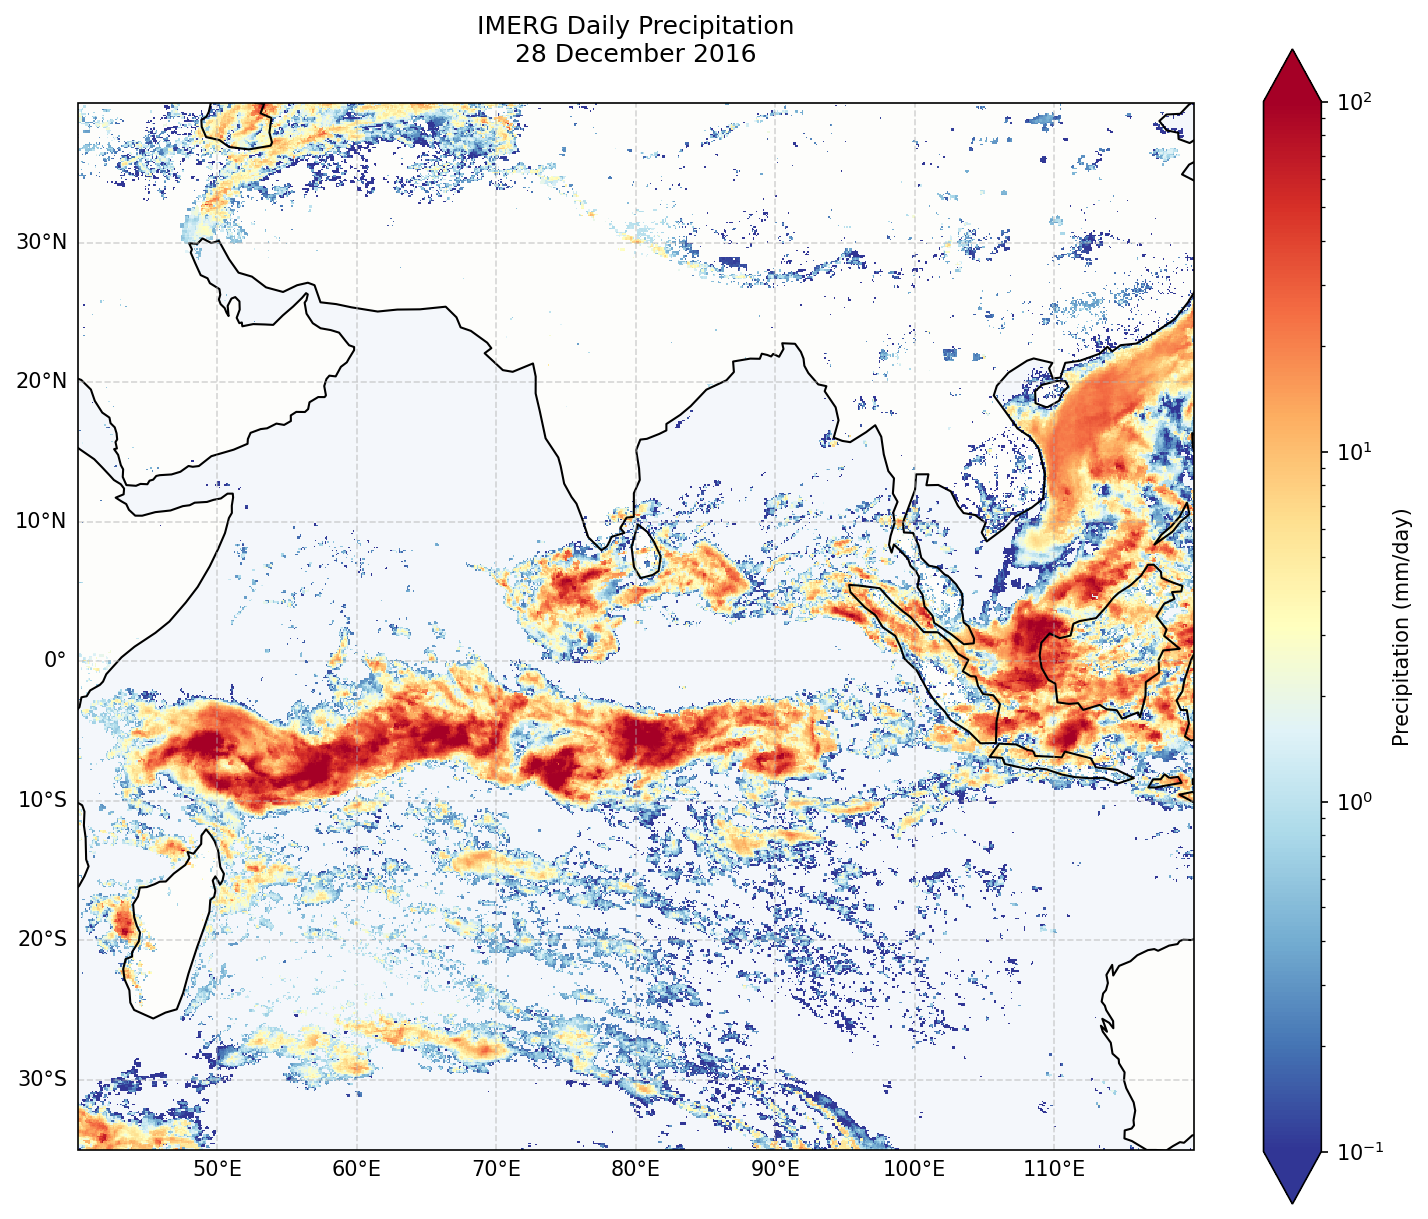 IMERG Daily Precipitation
28 December 2016
30°N
20°N
10°N
0°
10°S
20°S
30°S
50°E 60°E 70°E 80°E 90°E 100°E 110°E
10²
10¹
10⁰
10⁻¹
Precipitation (mm/day)